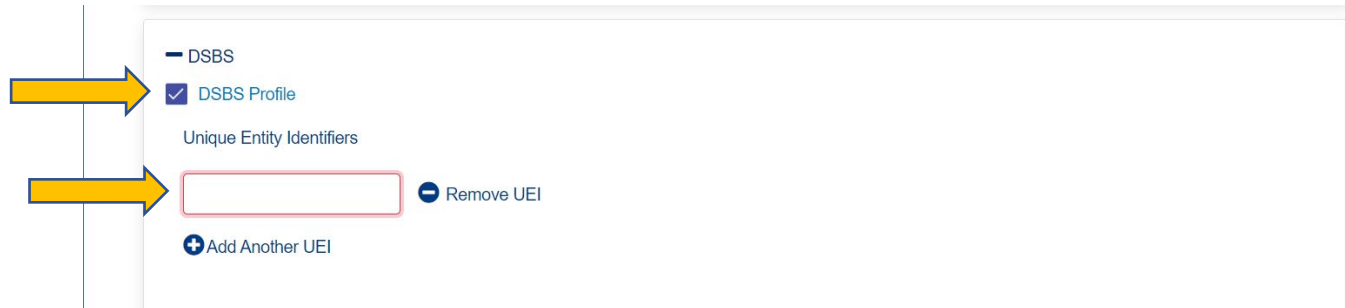 DSBS
DSBS Profile
Unique Entity Identifiers
Remove UEI
Add Another UEI